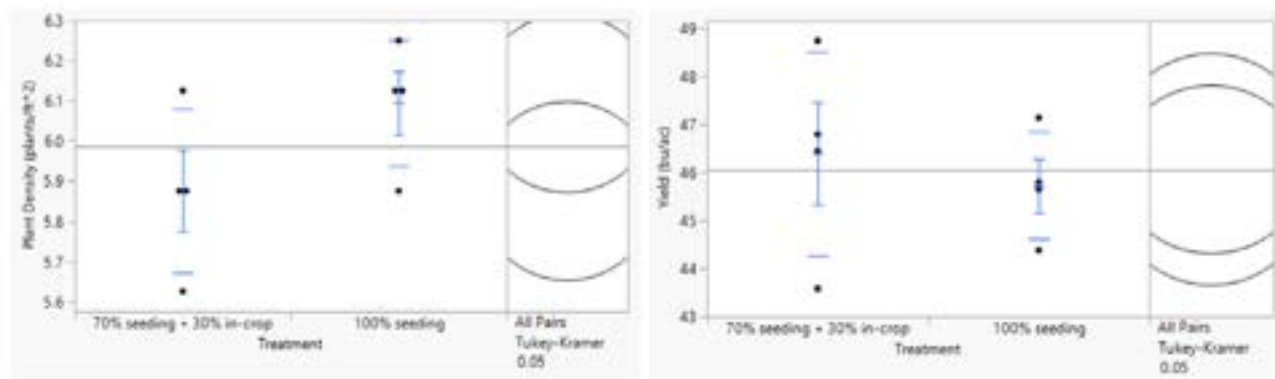 6.3
6.2
6.1
6.0
5.9
5.8
5.7
5.6
Plant Density (plants/ft^2)
70% seeding + 30% in-crop
100% seeding
Treatment
All Pairs
Tukey-Kramer
0.05
49
48
47
46
45
44
43
Yield (bu/ac)
70% seeding + 30% in-crop
100% seeding
Treatment
All Pairs
Tukey-Kramer
0.05